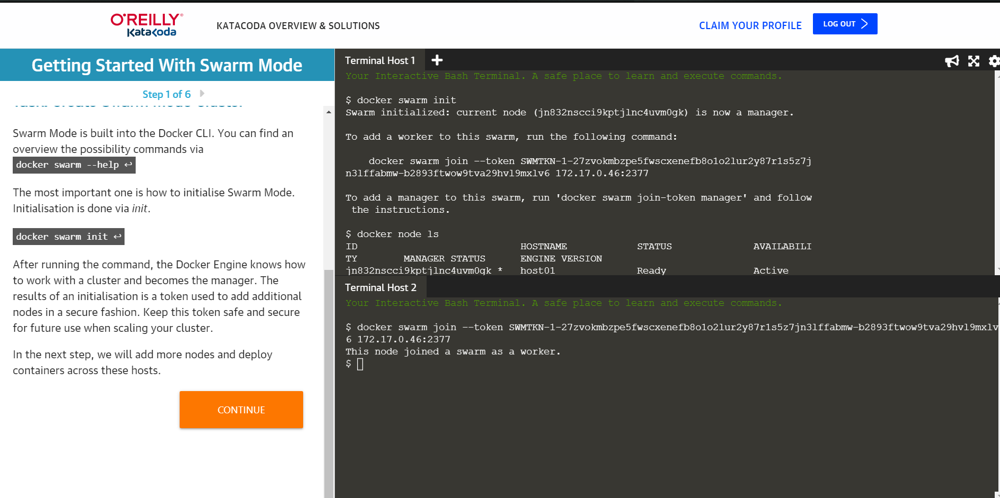 O'REILLY®
Katacoda
KATACODA OVERVIEW & SOLUTIONS
CLAIM YOUR PROFILE
LOG OUT
Getting Started With Swarm Mode
Step 1 of 6
Task: Create Swarm Mode Cluster
Swarm Mode is built into the Docker CLI. You can find an
overview the possibility commands via
docker swarm --help ↩
The most important one is how to initialise Swarm Mode.
Initialisation is done via init.
docker swarm init ↩
After running the command, the Docker Engine knows how
to work with a cluster and becomes the manager. The
results of an initialisation is a token used to add additional
nodes in a secure fashion. Keep this token safe and secure
for future use when scaling your cluster.
In the next step, we will add more nodes and deploy
containers across these hosts.
CONTINUE
Terminal Host 1
Your Interactive Bash Terminal. A safe place to learn and execute commands.
$ docker swarm init
Swarm initialized: current node (jn832nscci9kptjlnc4uvm0gk) is now a manager.
To add a worker to this swarm, run the following command:
docker swarm join --token SWMTKN-1-27zvokmbzpe5fwscxenefb8o1o2lur2y87r1s5z7j
n3lffabmw-b2893ftwow9tva29hvl9mxlv6 172.17.0.46:2377
To add a manager to this swarm, run 'docker swarm join-token manager' and follow
the instructions.
$ docker node ls
ID HOSTNAME STATUS AVAILABILI
TY MANAGER STATUS ENGINE VERSION
jn832nscci9kptjlnc4uvm0gk * host01 Ready Active
Terminal Host 2
Your Interactive Bash Terminal. A safe place to learn and execute commands.
$ docker swarm join --token SWMTKN-1-27zvokmbzpe5fwscxenefb8o1o2lur2y87r1s5z7jn3lffabmw-b2893ftwow9tva29hvl9mxlv
6 172.17.0.46:2377
This node joined a swarm as a worker.
$